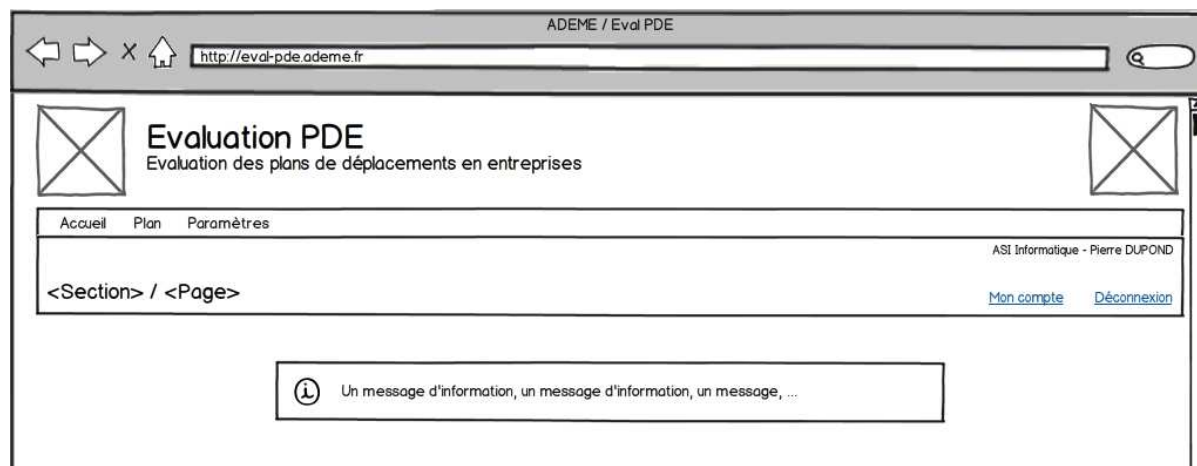 ADEME / Eval PDE
http://eval-pde.ademe.fr
Evaluation PDE
Evaluation des plans de déplacements en entreprises
Accueil Plan Paramètres
ASI Informatique - Pierre DUPOND
<Section> / <Page>
Mon compte Déconnexion
Un message d'information, un message d'information, un message, ...